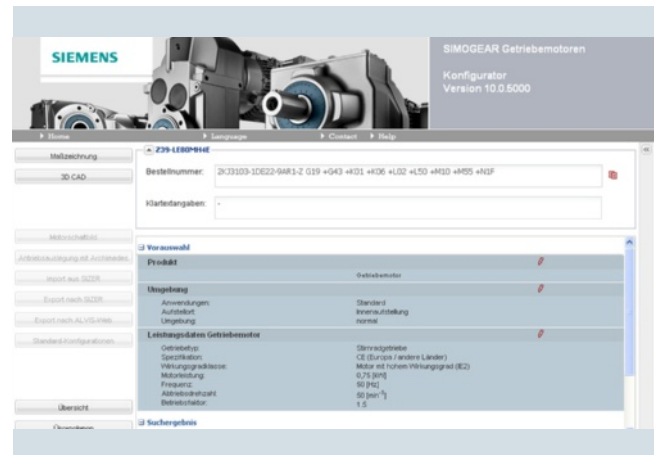 SIEMENS
SIMOGEAR Getriebemotoren
Konfigurator
Version 10.0.5000
Home
Language
Contact
Help
Maßzeichnung
3D CAD
Motorschaltbild
Antriebsauslegung mit Archimedes
Import aus SIZER
Export nach SIZER
Export nach ALVIS-Web
Standard-Konfigurationen
Übersicht
Z39-LE80MH4E
Bestellnummer:
2KJ3103-1DE22-9AR1-Z G19 +G43 +K01 +K06 +L02 +L50 +M10 +M55 +N1F
Klartextangaben:
-
Vorauswahl
Produkt
Getriebemotor
Umgebung
Anwendungen: Standard
Aufstellort: Innenaufstellung
Umgebung: normal
Leistungsdaten Getriebemotor
Getriebetyp: Stirnradgetriebe
Spezifikation: CE (Europa / andere Länder)
Wirkungsgradklasse: Motor mit hohem Wirkungsgrad (IE2)
Motorleistung: 0,75 [kW]
Frequenz: 50 [Hz]
Abtriebsdrehzahl: 50 [min⁻¹]
Betriebsfaktor: 1.5
Suchergebnis